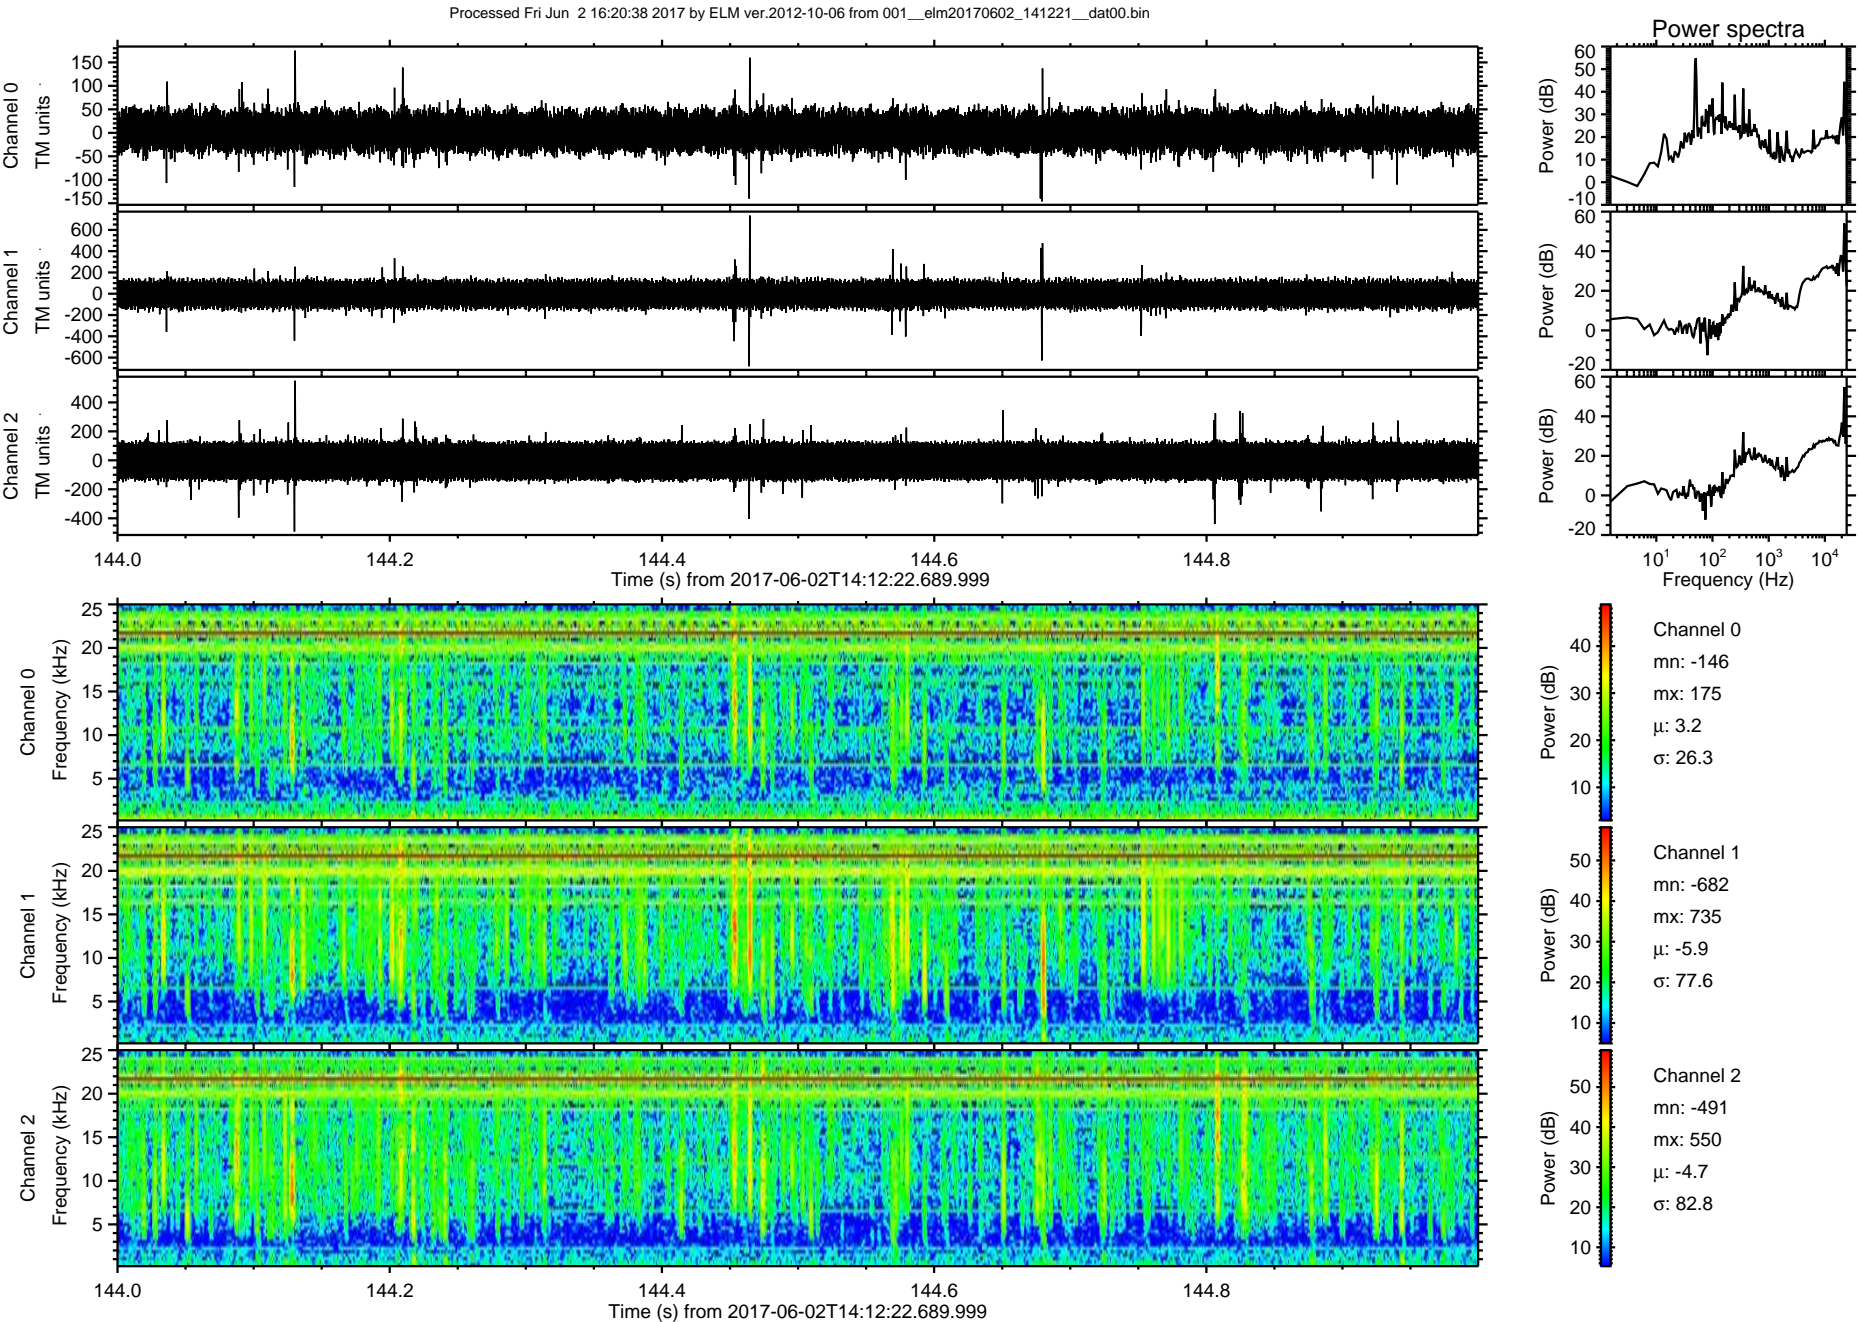 Processed Fri Jun  2 16:20:38 2017 by ELM ver.2012-10-06 from 001__elm20170602_141221__dat00.bin
Power spectra
Channel 0
TM units
150
100
50
0
-50
-100
-150
Power (dB)
60
50
40
30
20
10
0
-10
Channel 1
TM units
600
400
200
0
-200
-400
-600
Power (dB)
60
40
20
0
-20
Channel 2
TM units
400
200
0
-200
-400
Power (dB)
60
40
20
0
-20
144.0 144.2 144.4 144.6 144.8
Time (s) from 2017-06-02T14:12:22.689.999
10^1 10^2 10^3 10^4
Frequency (Hz)
Channel 0
Frequency (kHz)
25
20
15
10
5
Power (dB)
40
30
20
10
Channel 0
mn: -146
mx: 175
μ: 3.2
σ: 26.3
Channel 1
Frequency (kHz)
25
20
15
10
5
Power (dB)
50
40
30
20
10
Channel 1
mn: -682
mx: 735
μ: -5.9
σ: 77.6
Channel 2
Frequency (kHz)
25
20
15
10
5
Power (dB)
50
40
30
20
10
Channel 2
mn: -491
mx: 550
μ: -4.7
σ: 82.8
144.0 144.2 144.4 144.6 144.8
Time (s) from 2017-06-02T14:12:22.689.999